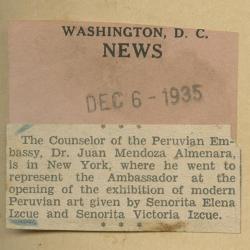 WASHINGTON, D. C.
NEWS
DEC 6 - 1935
* * *
The Counselor of the Peruvian Em-
bassy, Dr. Juan Mendoza Almenara,
is in New York, where he went to
represent the Ambassador at the
opening of the exhibition of modern
Peruvian art given by Senorita Elena
Izcue and Senorita Victoria Izcue.
* * *